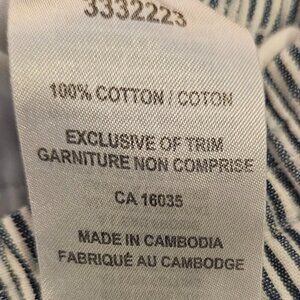 3332223
100% COTTON / COTON
EXCLUSIVE OF TRIM
GARNITURE NON COMPRISE
CA 16035
MADE IN CAMBODIA
FABRIQUÉ AU CAMBODGE